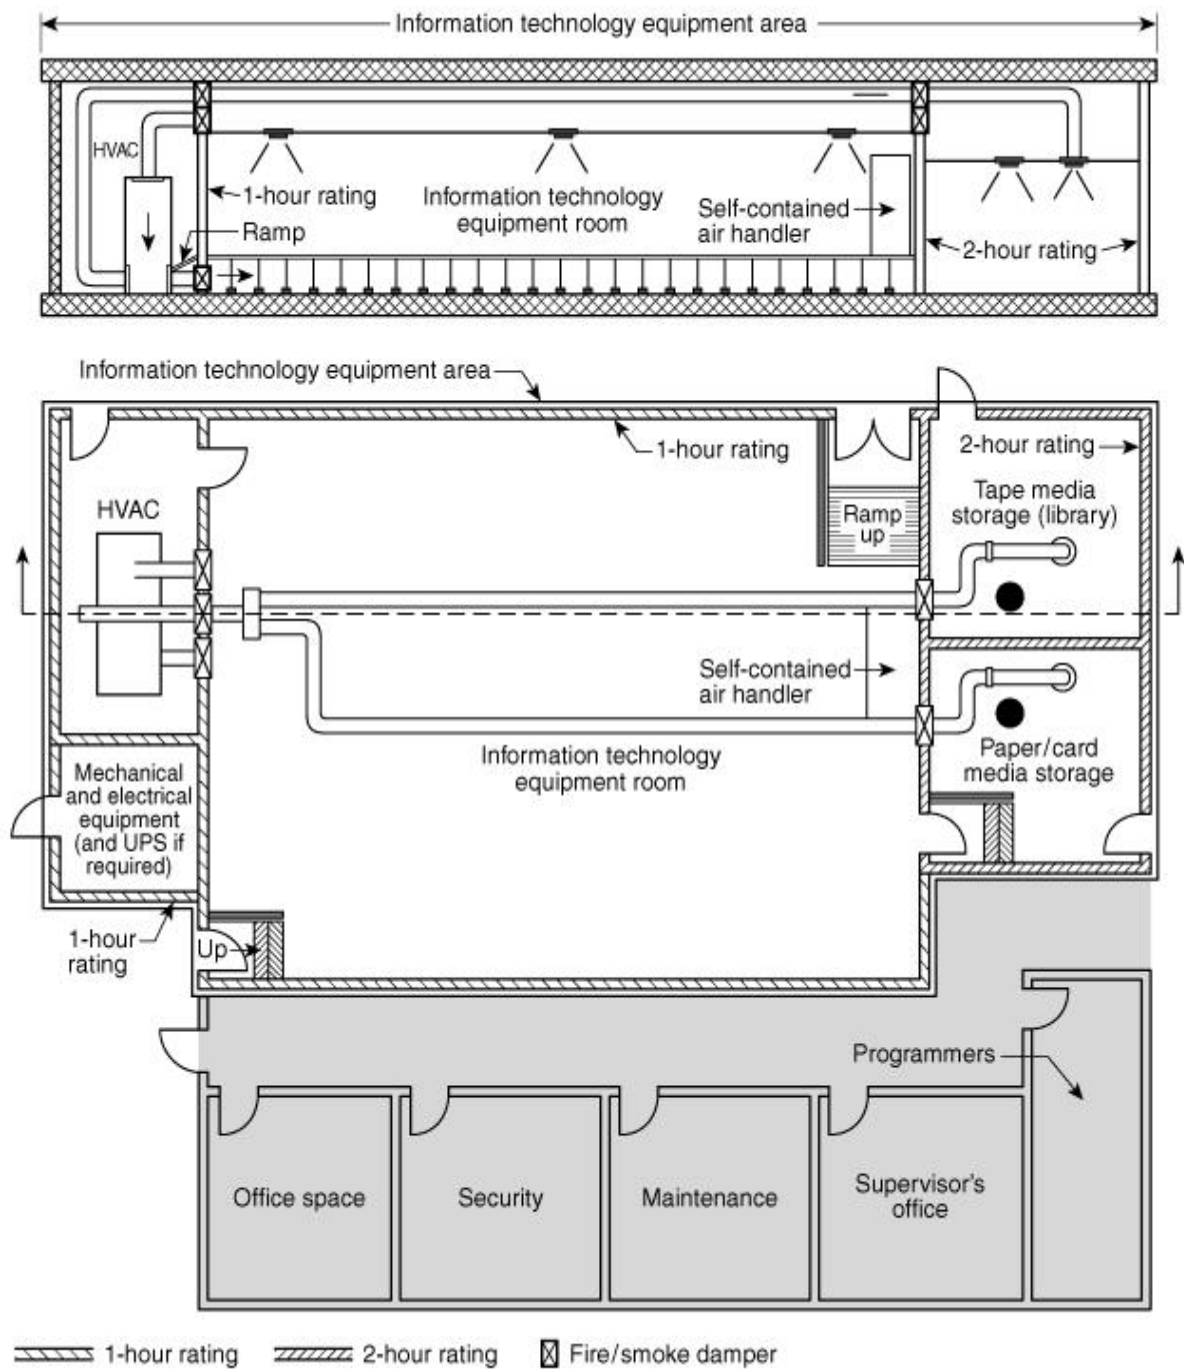 Information technology equipment area
HVAC
1-hour rating
Ramp
Information technology
equipment room
Self-contained
air handler
2-hour rating
Information technology equipment area
1-hour rating
2-hour rating
HVAC
Ramp
up
Tape media
storage (library)
Self-contained
air handler
Information technology
equipment room
Paper/card
media storage
Mechanical
and electrical
equipment
(and UPS if
required)
1-hour
rating
Up
Programmers
Office space
Security
Maintenance
Supervisor's
office
1-hour rating
2-hour rating
Fire/smoke damper